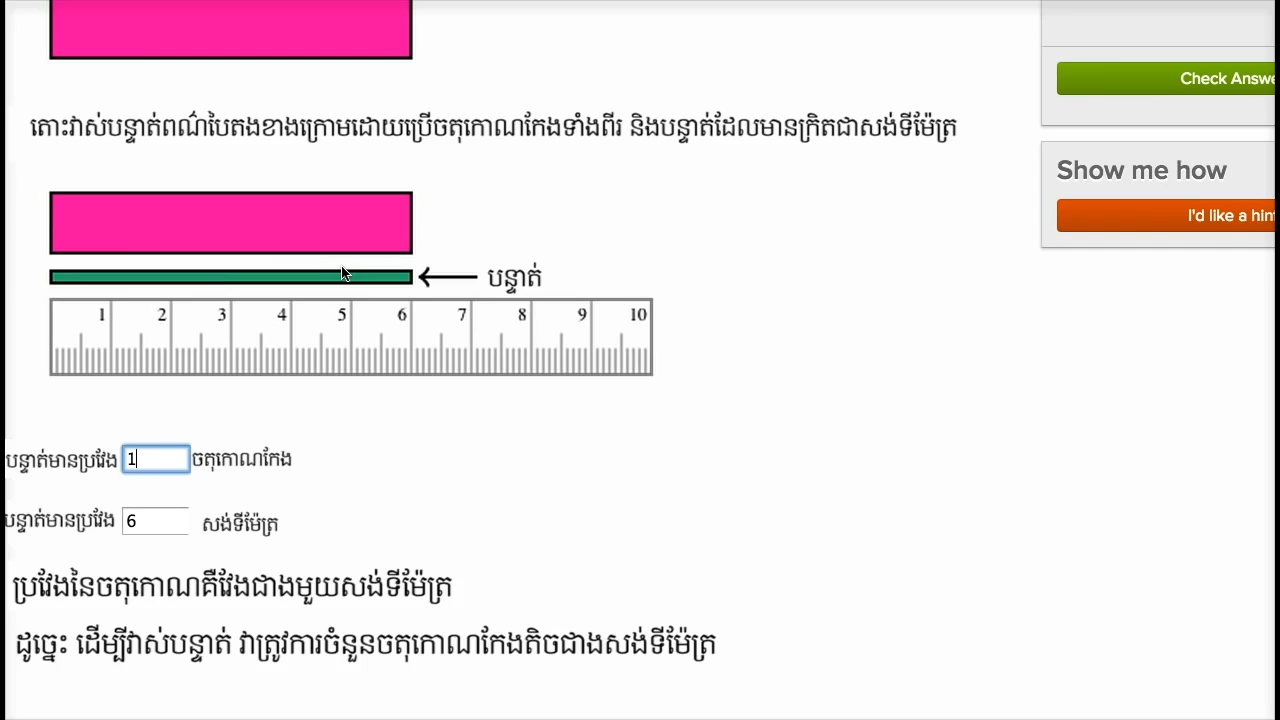 Check Answe
តោះវាស់បន្ទាត់ពណ៌បៃតងខាងក្រោមដោយប្រើចតុកោណកែងទាំងពីរ និងបន្ទាត់ដែលមានក្រិតជាសង់ទីម៉ែត្រ
Show me how
I'd like a hin
បន្ទាត់
1 2 3 4 5 6 7 8 9 10
បន្ទាត់មានប្រវែង 1 ចតុកោណកែង
បន្ទាត់មានប្រវែង 6 សង់ទីម៉ែត្រ
ប្រវែងនៃចតុកោណគឺវែងជាងមួយសង់ទីម៉ែត្រ
ដូច្នេះ ដើម្បីវាស់បន្ទាត់ វាត្រូវការចំនួនចតុកោណកែងតិចជាងសង់ទីម៉ែត្រ